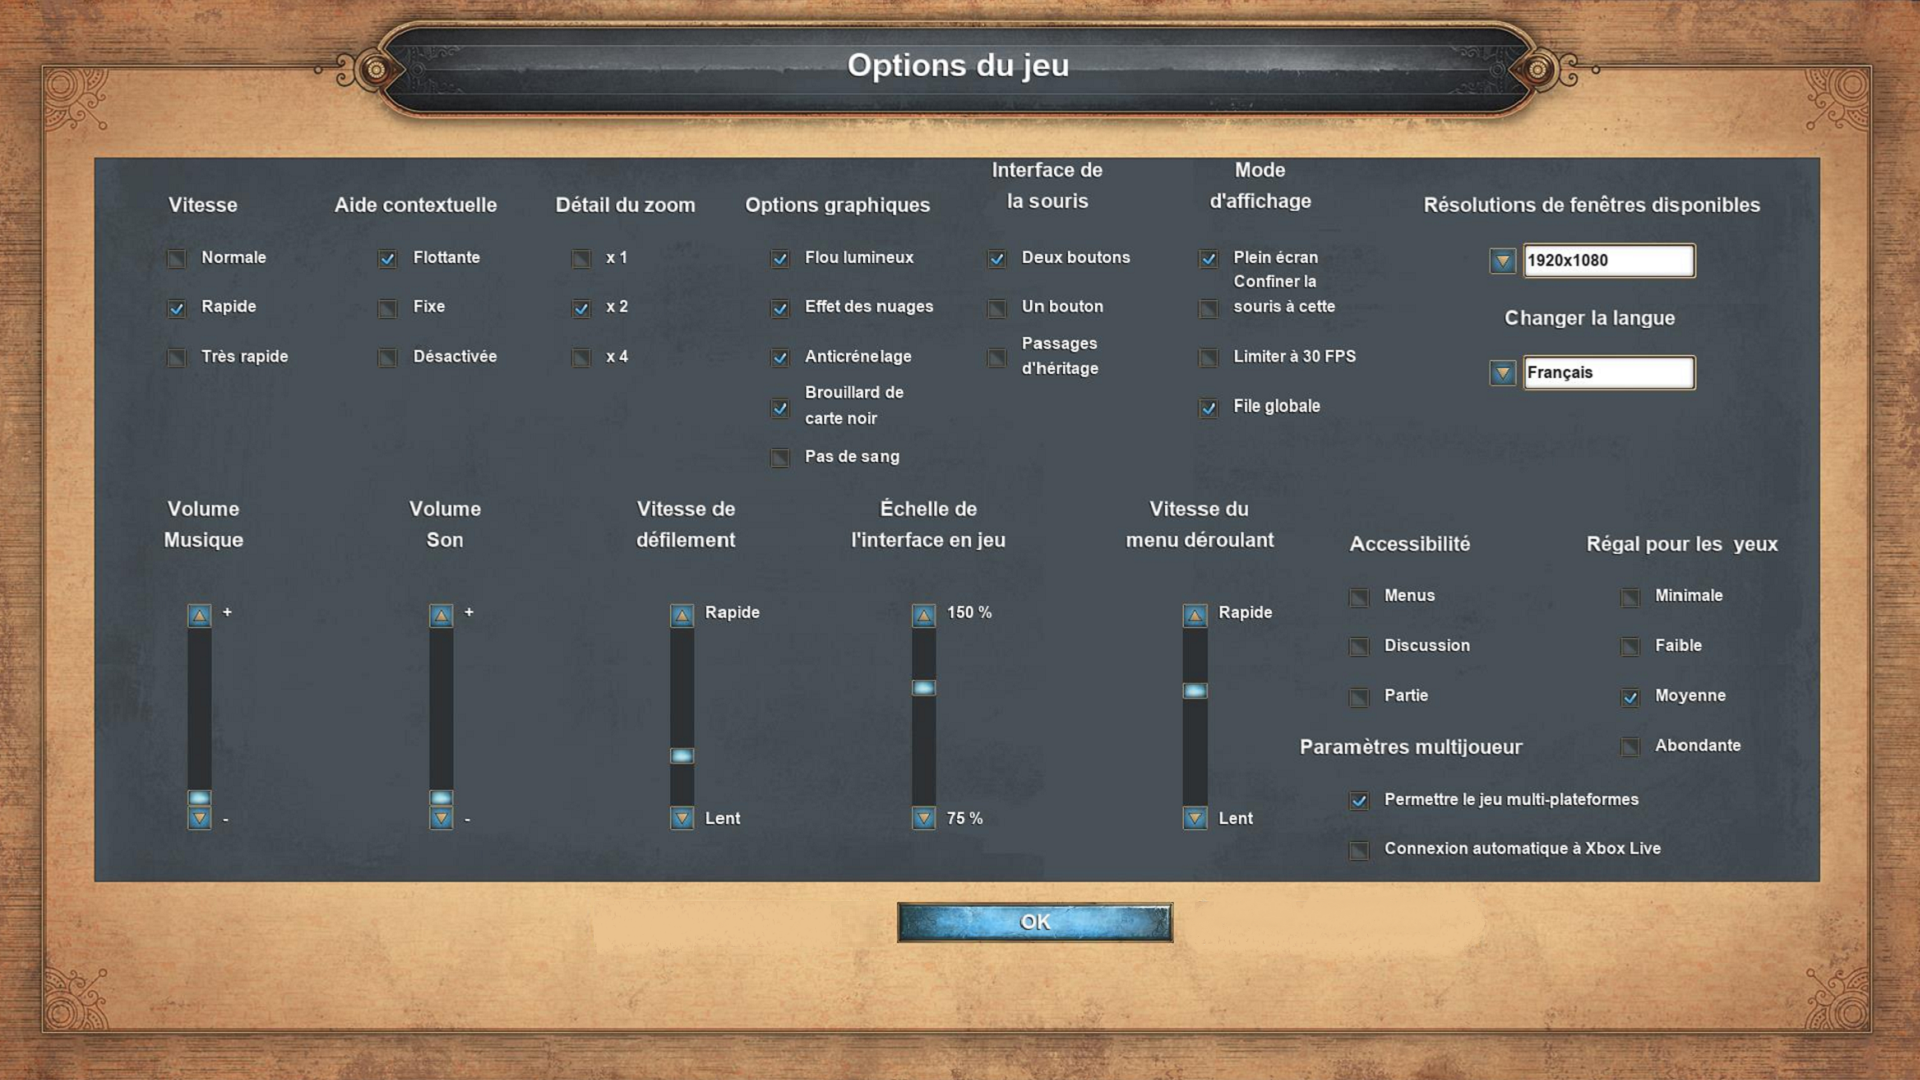 Options du jeu
Vitesse
Normale
Rapide
Très rapide
Aide contextuelle
Flottante
Fixe
Désactivée
Détail du zoom
x 1
x 2
x 4
Options graphiques
Flou lumineux
Effet des nuages
Anticrénelage
Brouillard de
carte noir
Pas de sang
Interface de
la souris
Deux boutons
Un bouton
Passages
d'héritage
Mode
d'affichage
Plein écran
Confiner la
souris à cette
Limiter à 30 FPS
File globale
Résolutions de fenêtres disponibles
1920x1080
Changer la langue
Français
Volume
Musique
+
-
Volume
Son
+
-
Vitesse de
défilement
Rapide
Lent
Échelle de
l'interface en jeu
150 %
75 %
Vitesse du
menu déroulant
Rapide
Lent
Accessibilité
Menus
Discussion
Partie
Régal pour les yeux
Minimale
Faible
Moyenne
Abondante
Paramètres multijoueur
Permettre le jeu multi-plateformes
Connexion automatique à Xbox Live
OK